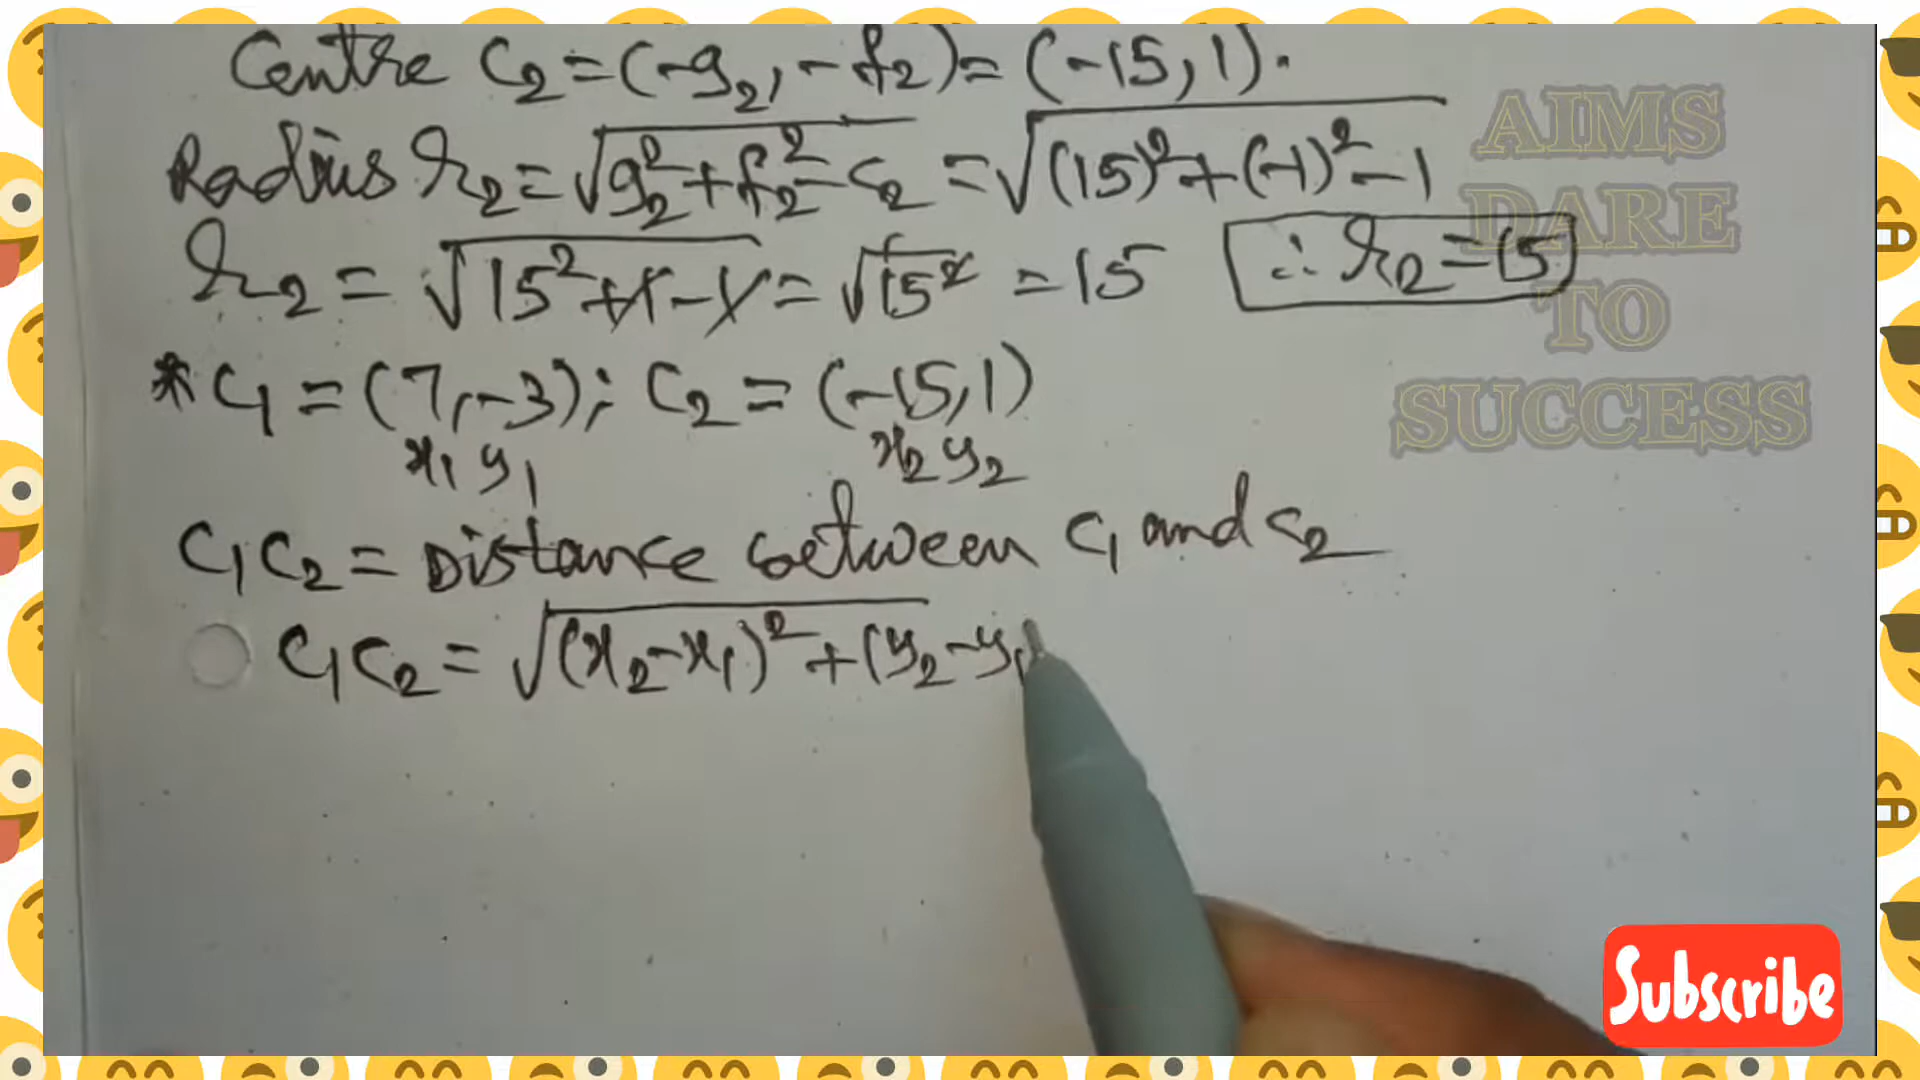 Centre C₂ = (-g₂, -f₂) = (-15, 1).
Radius r₂ = √(g₂² + f₂² - c₂) = √((15)² + (-1)² - 1)
r₂ = √(15² + 1 - 1) = √15² = 15 ∴ r₂ = 15
* C₁ = (7, -3); C₂ = (-15, 1)
x₁ y₁ x₂ y₂
C₁C₂ = Distance between C₁ and C₂
C₁C₂ = √((x₂-x₁)² + (y₂-y₁
AIMS
DARE
TO
SUCCESS
Subscribe